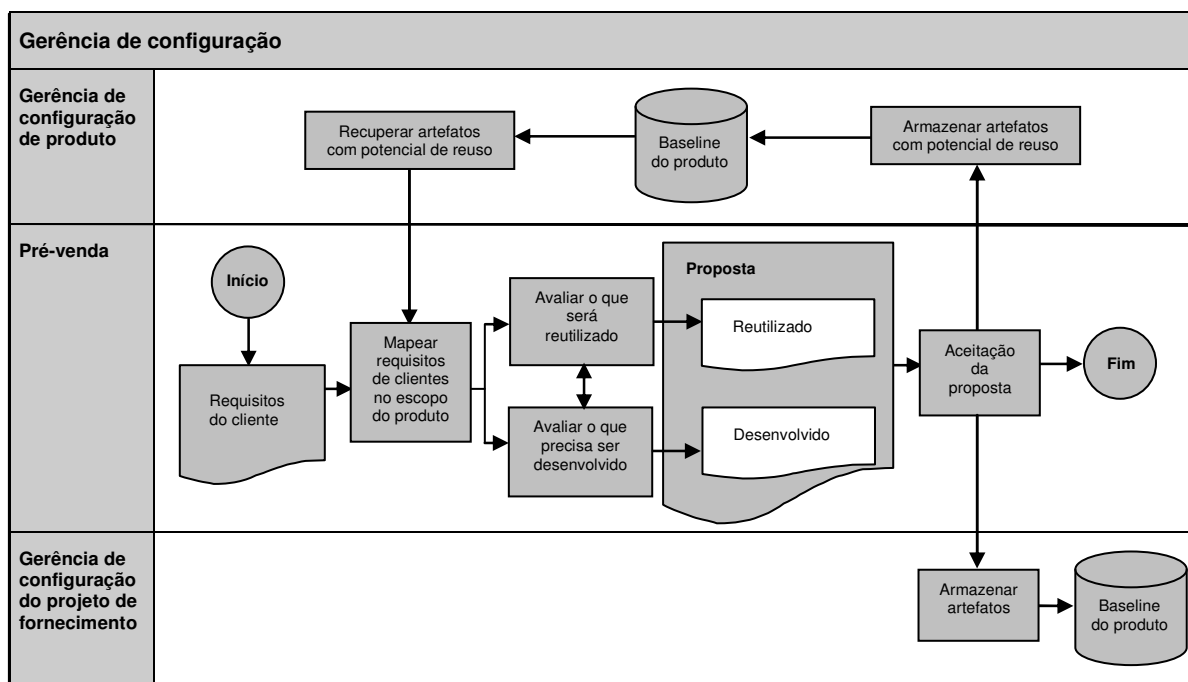 Gerência de configuração
Gerência de
configuração
de produto
Recuperar artefatos
com potencial de reuso
Baseline
do produto
Armazenar artefatos
com potencial de reuso
Pré-venda
Início
Requisitos
do cliente
Mapear
requisitos
de clientes
no escopo
do produto
Avaliar o que
será
reutilizado
Avaliar o que
precisa ser
desenvolvido
Proposta
Reutilizado
Desenvolvido
Aceitação
da
proposta
Fim
Gerência de
configuração
do projeto de
fornecimento
Armazenar
artefatos
Baseline
do produto